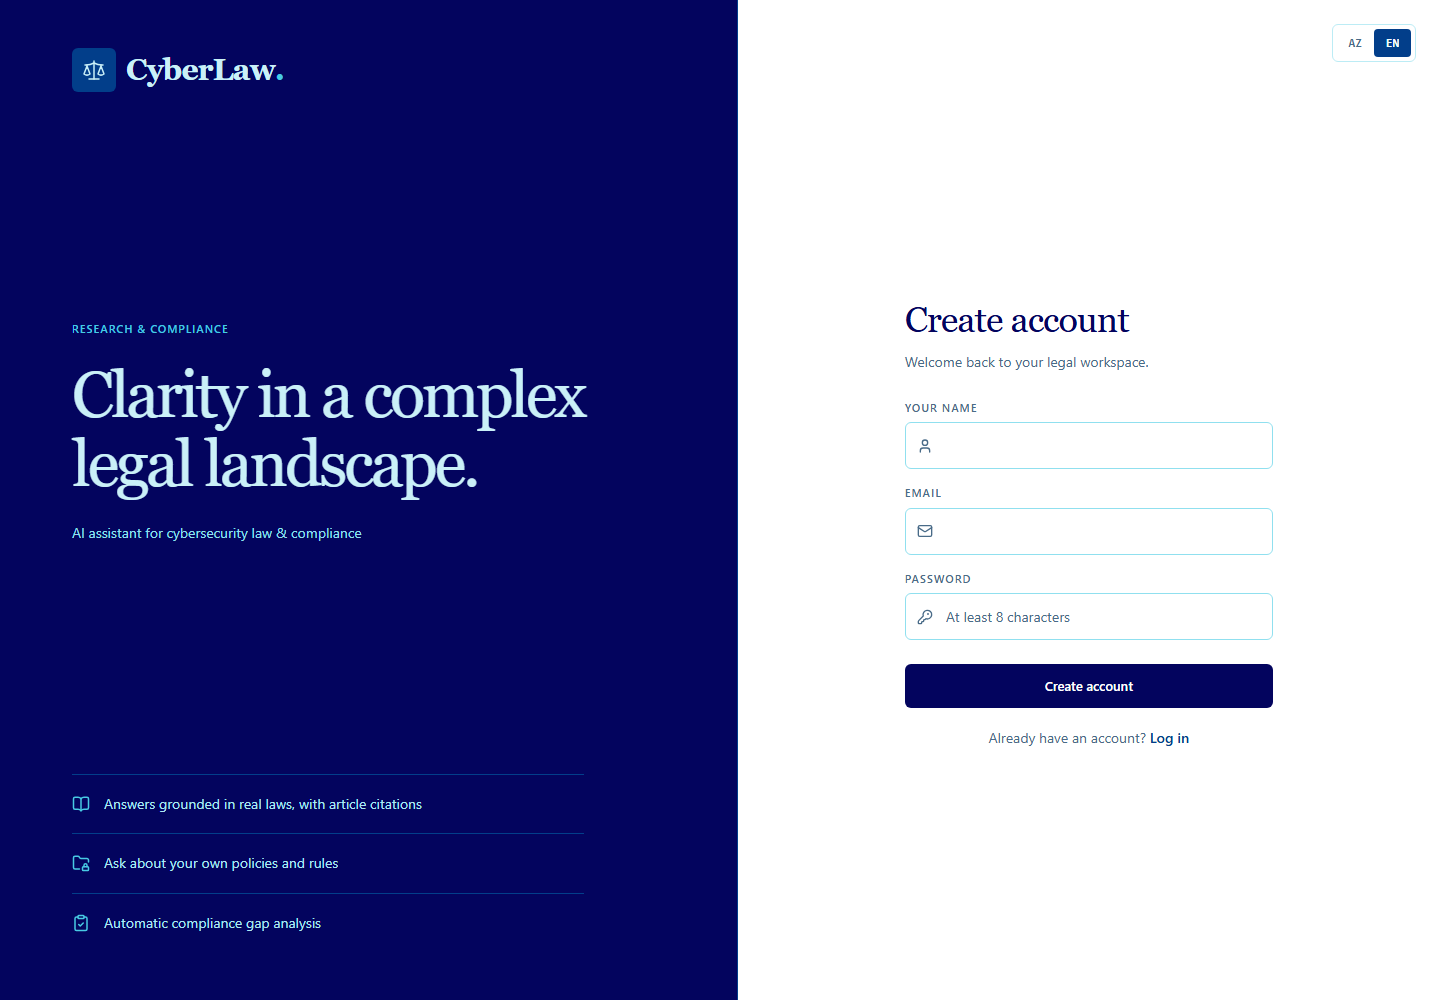 CyberLaw.
AZ EN
RESEARCH & COMPLIANCE
Clarity in a complex
legal landscape.
AI assistant for cybersecurity law & compliance
Answers grounded in real laws, with article citations
Ask about your own policies and rules
Automatic compliance gap analysis
Create account
Welcome back to your legal workspace.
YOUR NAME
EMAIL
PASSWORD
At least 8 characters
Create account
Already have an account? Log in